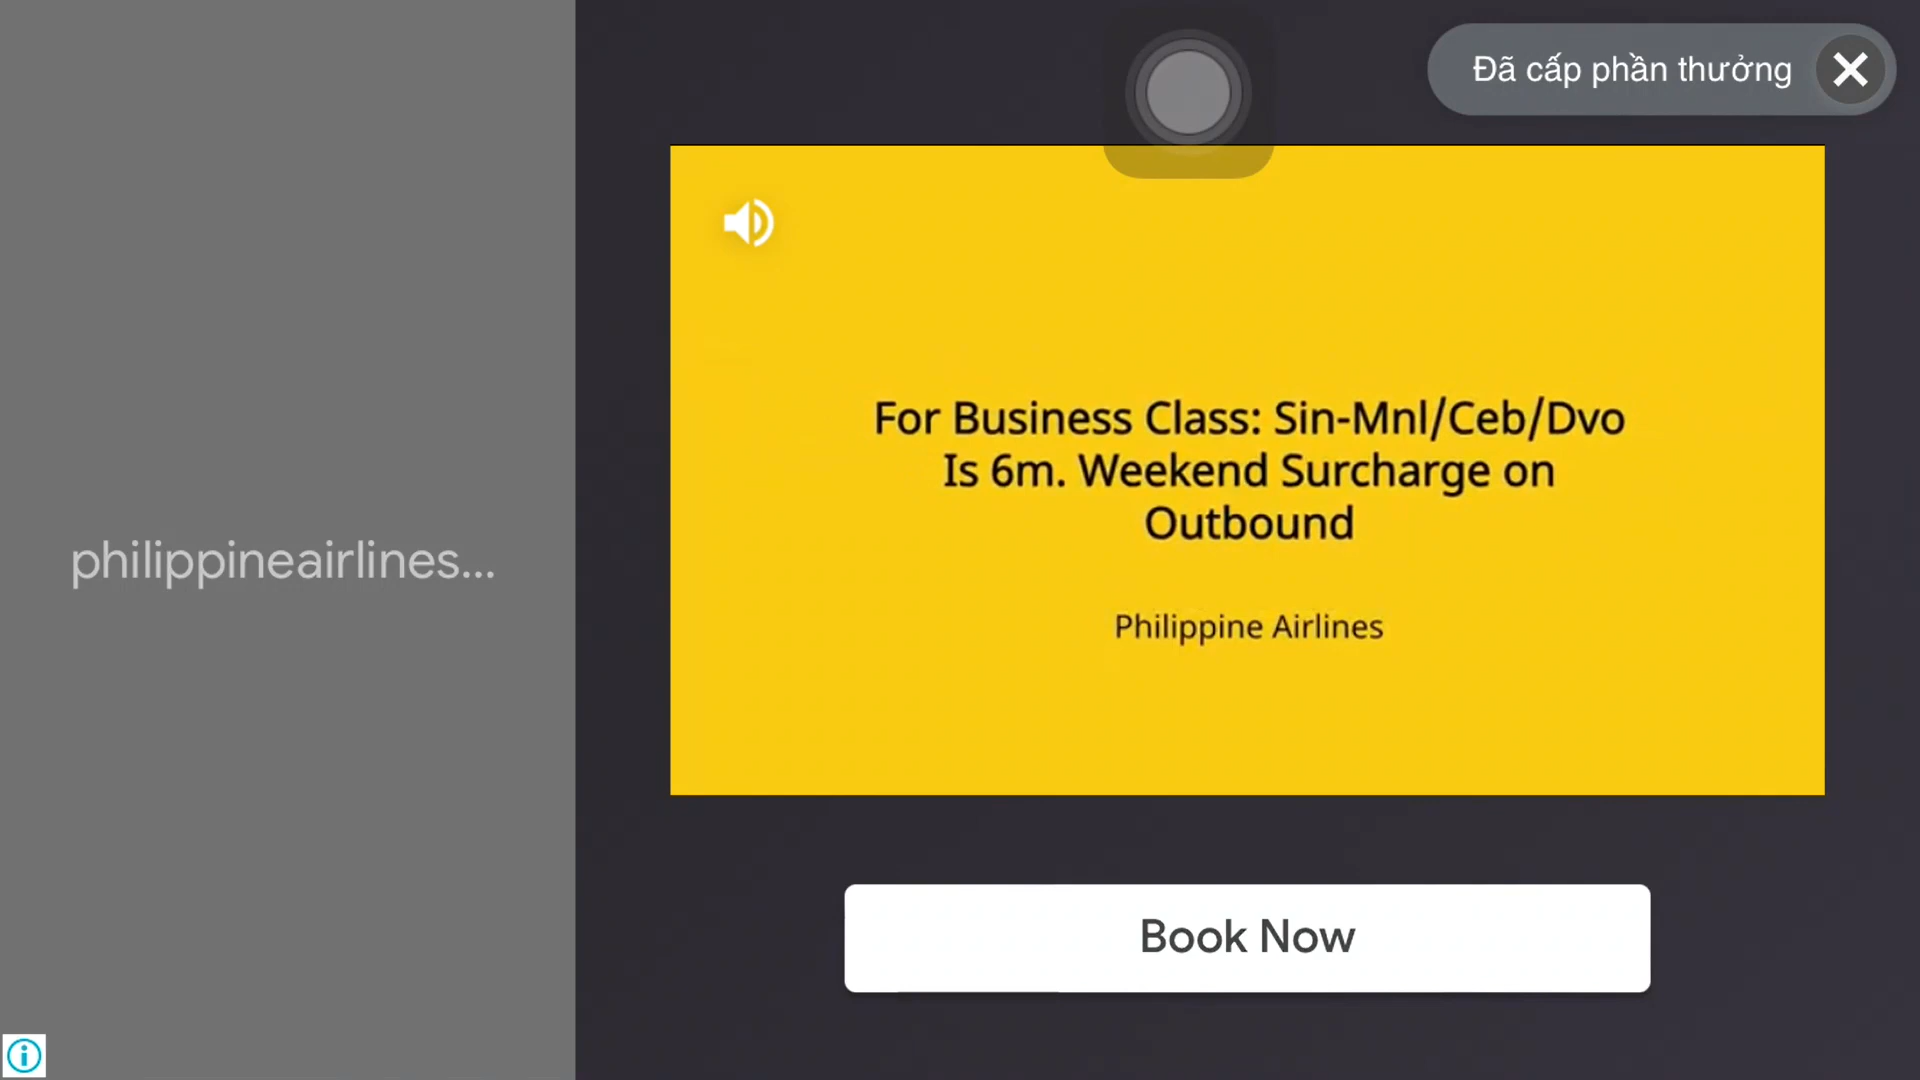 Đã cấp phần thưởng
philippineairlines...
For Business Class: Sin-Mnl/Ceb/Dvo
Is 6m. Weekend Surcharge on
Outbound
Philippine Airlines
Book Now